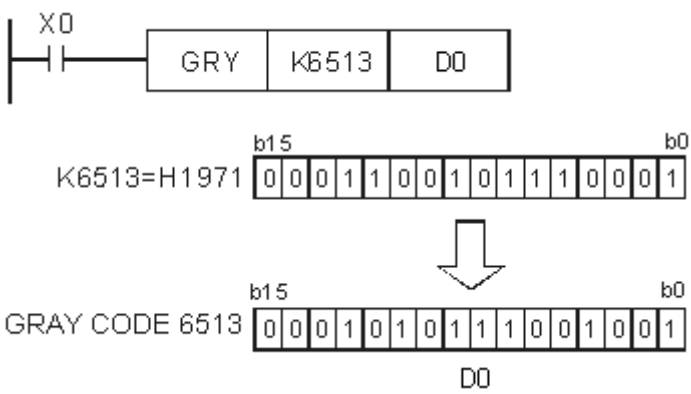 X0
GRY K6513 D0
b15 b0
K6513=H1971 0 0 0 1 1 0 0 1 0 1 1 1 0 0 0 1
b15 b0
GRAY CODE 6513 0 0 0 1 0 1 0 1 1 1 0 0 1 0 0 1
D0